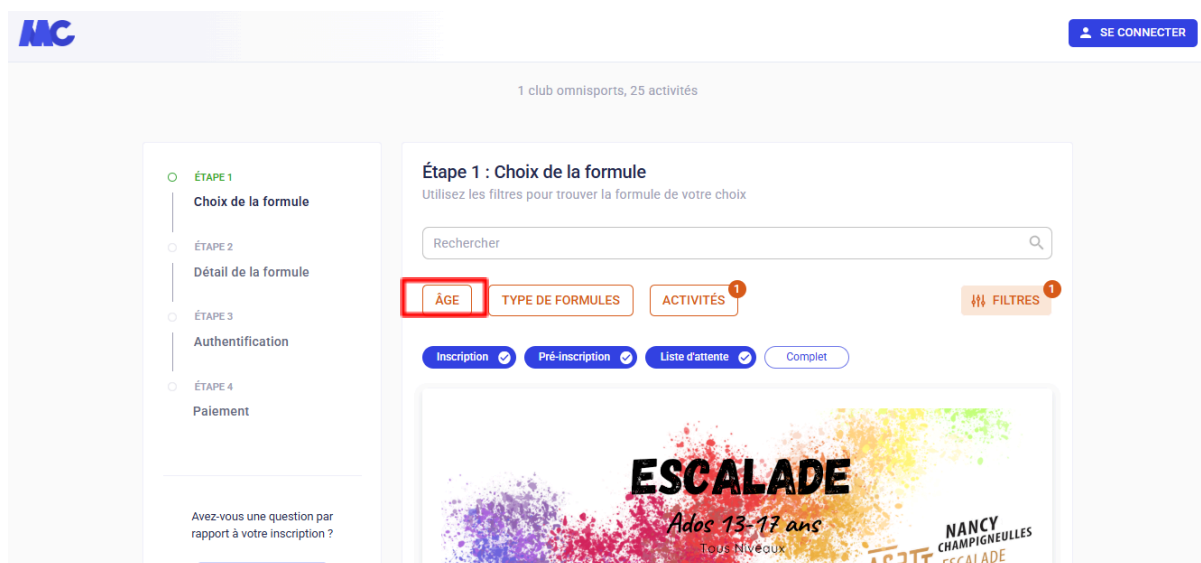 MC
SE CONNECTER
1 club omnisports, 25 activités
ÉTAPE 1
Choix de la formule
ÉTAPE 2
Détail de la formule
ÉTAPE 3
Authentification
ÉTAPE 4
Paiement
Avez-vous une question par
rapport à votre inscription ?
Étape 1 : Choix de la formule
Utilisez les filtres pour trouver la formule de votre choix
Rechercher
ÂGE TYPE DE FORMULES ACTIVITÉS 1 FILTRES 1
Inscription Pré-inscription Liste d'attente Complet
ESCALADE
Ados 13-17 ans
Tous Niveaux
NANCY
CHAMPIGNEULLES
ASPTT ESCALADE